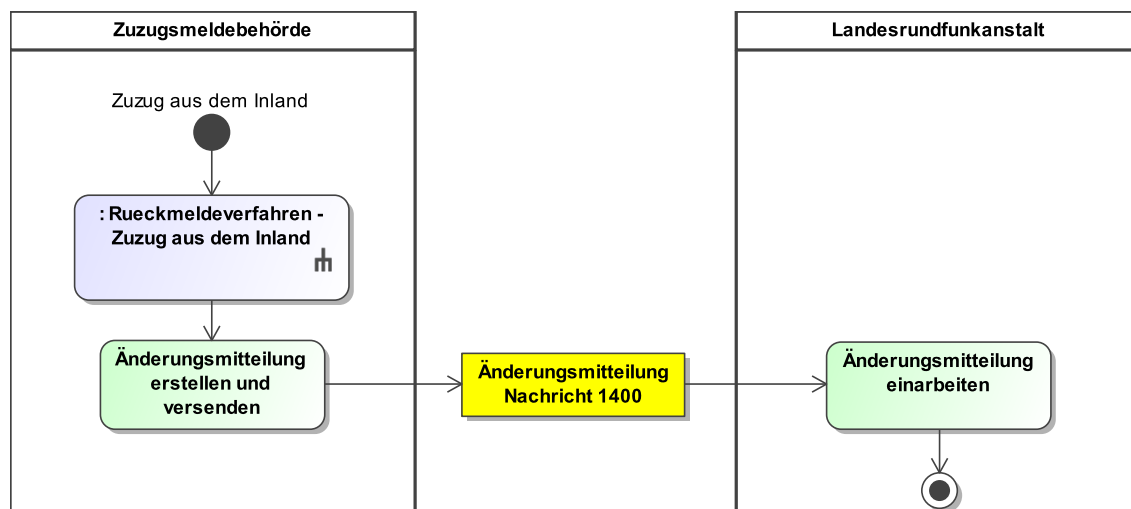 Zuzugsmeldebehörde
Landesrundfunkanstalt
Zuzug aus dem Inland
: Rueckmeldeverfahren -
Zuzug aus dem Inland
Änderungsmitteilung
erstellen und
versenden
Änderungsmitteilung
Nachricht 1400
Änderungsmitteilung
einarbeiten